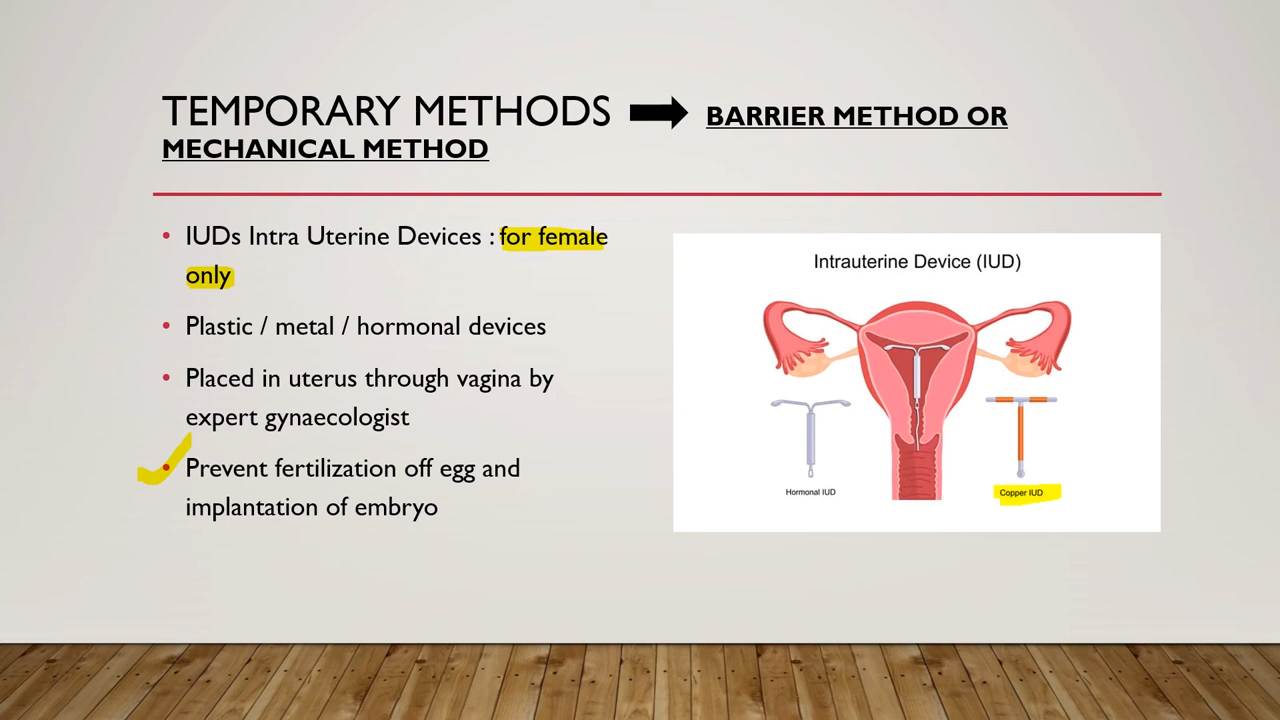 TEMPORARY METHODS BARRIER METHOD OR
MECHANICAL METHOD
• IUDs Intra Uterine Devices : for female
only
• Plastic / metal / hormonal devices
• Placed in uterus through vagina by
expert gynaecologist
• Prevent fertilization off egg and
implantation of embryo
Intrauterine Device (IUD)
Hormonal IUD
Copper IUD